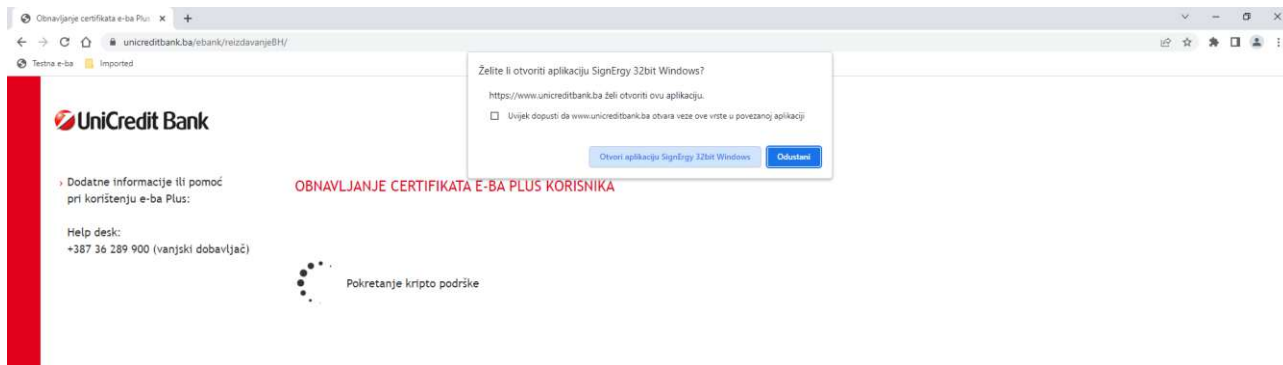 Obnavljanje certifikata e-ba Plu
unicreditbank.ba/ebank/reizdavanjeBH/
Testna e-ba
Imported
Želite li otvoriti aplikaciju SignErgy 32bit Windows?
https://www.unicreditbank.ba želi otvoriti ovu aplikaciju.
Uvijek dopusti da www.unicreditbank.ba otvara veze ove vrste u povezanoj aplikaciji
Otvori aplikaciju SignErgy 32bit Windows
Odustani
UniCredit Bank
Dodatne informacije ili pomoć
pri korištenju e-ba Plus:
Help desk:
+387 36 289 900 (vanjski dobavljač)
OBNAVLJANJE CERTIFIKATA E-BA PLUS KORISNIKA
Pokretanje kripto podrške